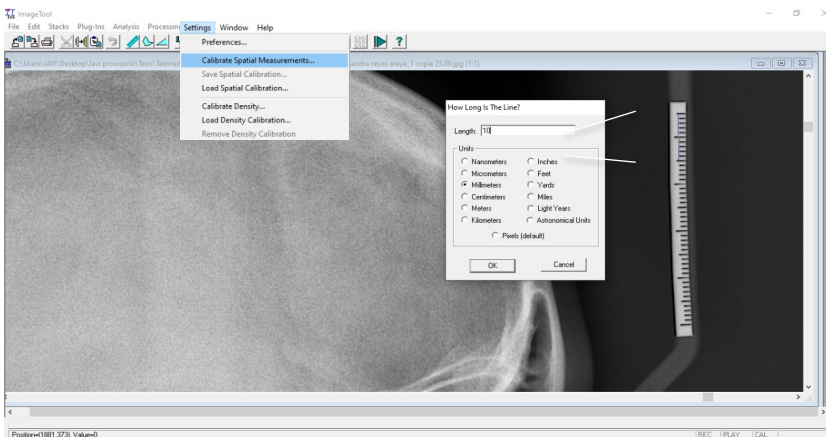 ImageTool
File Edit Stacks Plug-Ins Analysis Processing Settings Window Help
Preferences...
Calibrate Spatial Measurements...
Save Spatial Calibration...
Load Spatial Calibration...
Calibrate Density...
Load Density Calibration...
Remove Density Calibration
C:\Users\JAVI\Desktop\Javi provisorio\Tesis\Telerrad andra reyes araya_1 copia 23.09.jpg (1:1)
How Long Is The Line?
Length: 10
Units
Nanometers Inches
Micrometers Feet
Millimeters Yards
Centimeters Miles
Meters Light Years
Kilometers Astronomical Units
Pixels (default)
OK Cancel
Position=(1881,373), Value=0 REC PLAY CAL